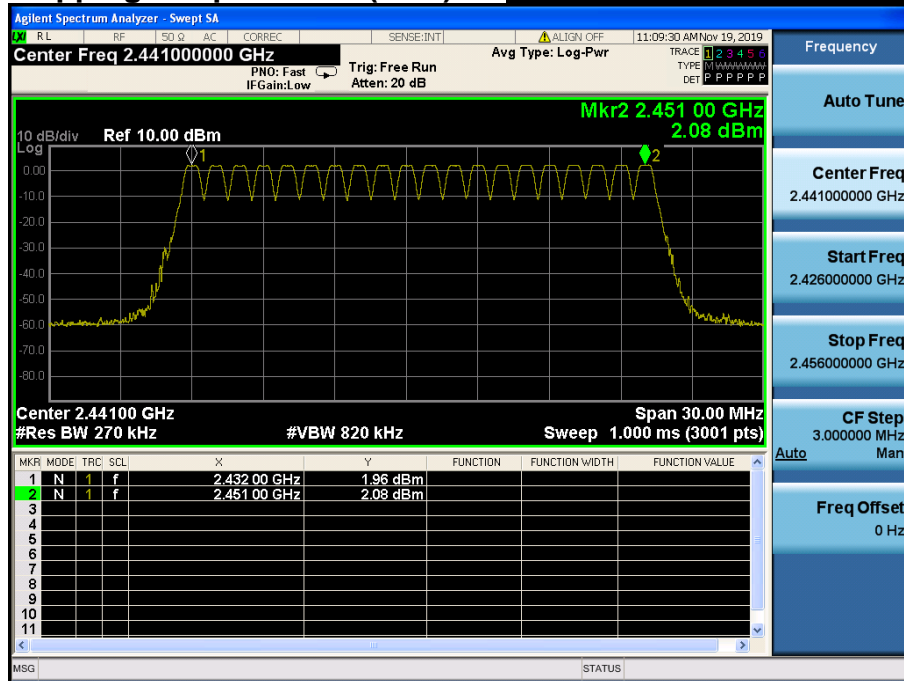 Agilent Spectrum Analyzer - Swept SA
LXI RL RF 50 Ω AC CORREC SENSE:INT ALIGN OFF 11:09:30 AM Nov 19, 2019
Center Freq 2.441000000 GHz
PNO: Fast
IFGain:Low
Trig: Free Run
Atten: 20 dB
Avg Type: Log-Pwr
TRACE 1 2 3 4 5 6
TYPE M WWWWW
DET P P P P P P
Mkr2 2.451 00 GHz
2.08 dBm
10 dB/div Ref 10.00 dBm
Log
1
2
0.00
-10.0
-20.0
-30.0
-40.0
-50.0
-60.0
-70.0
-80.0
Center 2.44100 GHz Span 30.00 MHz
#Res BW 270 kHz #VBW 820 kHz Sweep 1.000 ms (3001 pts)
MKR MODE TRC SCL X Y FUNCTION FUNCTION WIDTH FUNCTION VALUE
1 N 1 f 2.432 00 GHz 1.96 dBm
2 N 1 f 2.451 00 GHz 2.08 dBm
3
4
5
6
7
8
9
10
11
MSG STATUS
Frequency
Auto Tune
Center Freq
2.441000000 GHz
Start Freq
2.426000000 GHz
Stop Freq
2.456000000 GHz
CF Step
3.000000 MHz
Auto Man
Freq Offset
0 Hz